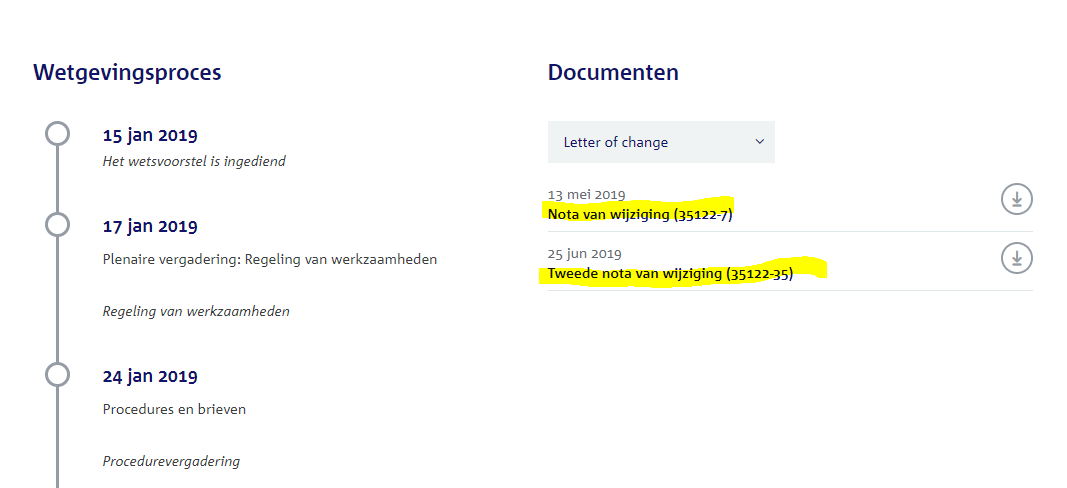 Wetgevingsproces
15 jan 2019
Het wetsvoorstel is ingediend
17 jan 2019
Plenaire vergadering: Regeling van werkzaamheden
Regeling van werkzaamheden
24 jan 2019
Procedures en brieven
Procedurevergadering
Documenten
Letter of change
13 mei 2019
Nota van wijziging (35122-7)
25 jun 2019
Tweede nota van wijziging (35122-35)